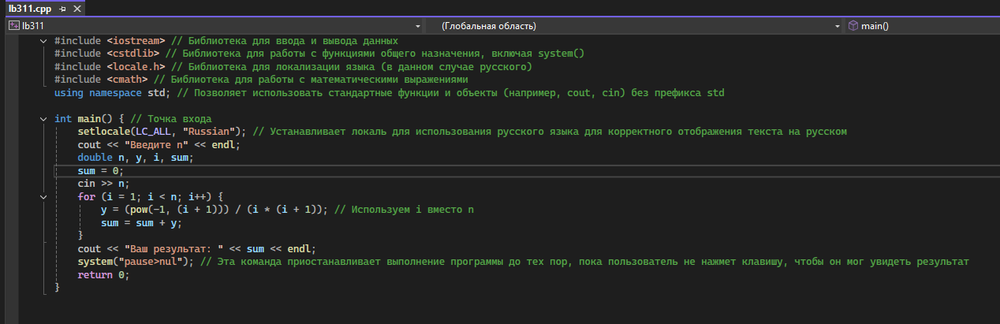 lb311.cpp
lb311 (Глобальная область) main()
#include <iostream> // Библиотека для ввода и вывода данных
#include <cstdlib> // Библиотека для работы с функциями общего назначения, включая system()
#include <locale.h> // Библиотека для локализации языка (в данном случае русского)
#include <cmath> // Библиотека для работы с математическими выражениями
using namespace std; // Позволяет использовать стандартные функции и объекты (например, cout, cin) без префикса std
int main() { // Точка входа
setlocale(LC_ALL, "Russian"); // Устанавливает локаль для использования русского языка для корректного отображения текста на русском
cout << "Введите n" << endl;
double n, y, i, sum;
sum = 0;
cin >> n;
for (i = 1; i < n; i++) {
y = (pow(-1, (i + 1))) / (i * (i + 1)); // Используем i вместо n
sum = sum + y;
}
cout << "Ваш результат: " << sum << endl;
system("pause>nul"); // Эта команда приостанавливает выполнение программы до тех пор, пока пользователь не нажмет клавишу, чтобы он мог увидеть результат
return 0;
}